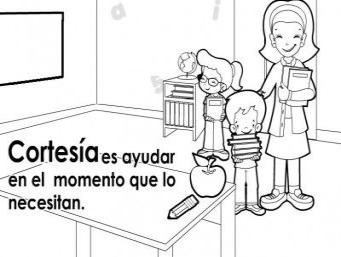 Cortesía es ayudar
en el momento que lo
necesitan.